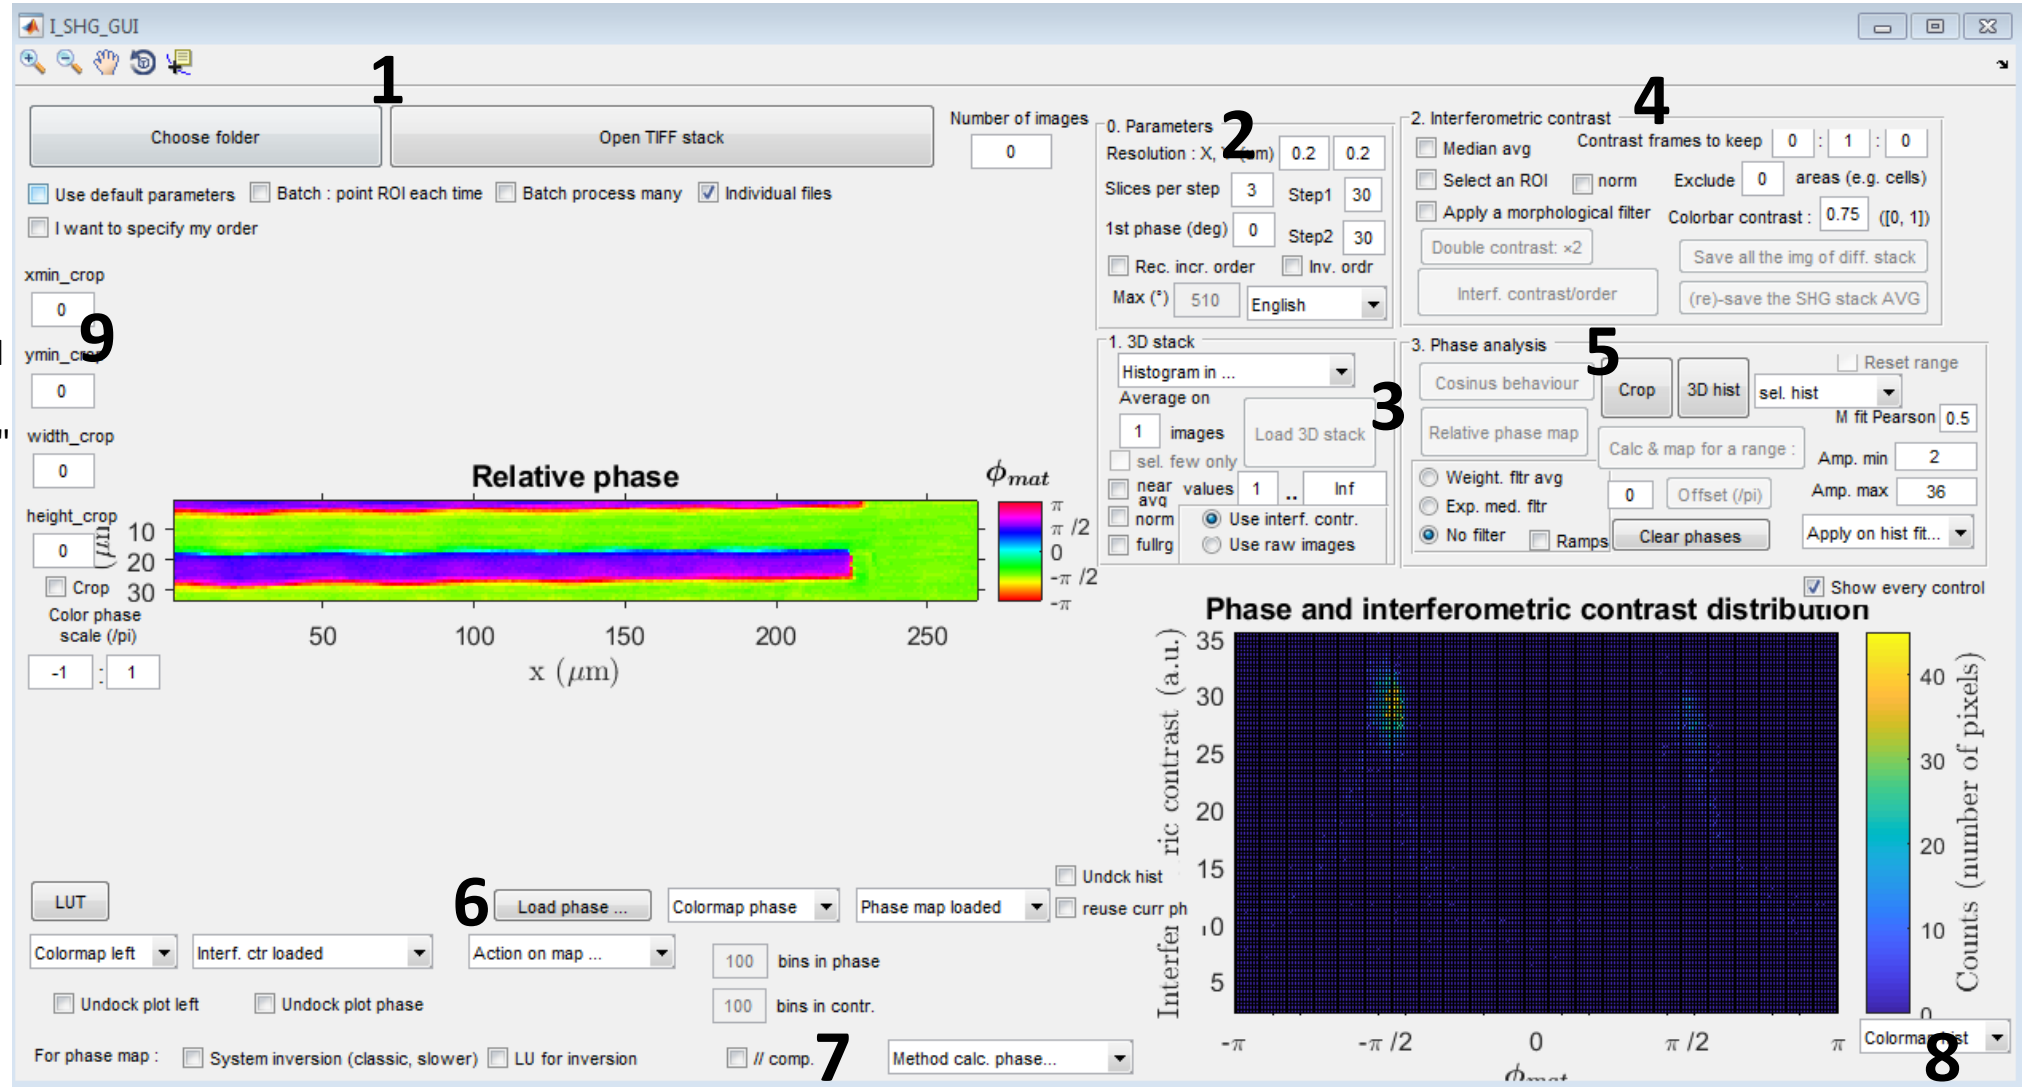 I_SHG_GUI
1
Choose folder
Open TIFF stack
Number of images
0
Use default parameters
Batch : point ROI each time
Batch process many
Individual files
I want to specify my order
xmin_crop
0
9
ymin_crop
0
width_crop
0
height_crop
0
Crop
Color phase
scale (/pi)
-1 : 1
"
Relative phase
ϕmat
π
π /2
0
-π /2
-π
10
20
30
(μm)
50 100 150 200 250
x (μm)
0. Parameters
2
Resolution : X, (um) 0.2 0.2
Slices per step 3 Step1 30
1st phase (deg) 0 Step2 30
Rec. incr. order Inv. ordr
Max (°) 510 English
1. 3D stack
Histogram in ...
Average on
3
1 images
Load 3D stack
sel. few only
near
avg
values 1 .. Inf
norm
Use interf. contr.
fullrg
Use raw images
2. Interferometric contrast
4
Median avg
Contrast frames to keep 0 : 1 : 0
Select an ROI
norm
Exclude 0 areas (e.g. cells)
Apply a morphological filter
Colorbar contrast : 0.75 ([0, 1])
Double contrast: ×2
Save all the img of diff. stack
Interf. contrast/order
(re)-save the SHG stack AVG
3. Phase analysis
5
Cosinus behaviour
Crop
3D hist
Reset range
sel. hist
M fit Pearson 0.5
Relative phase map
Calc & map for a range :
Amp. min 2
Weight. fltr avg
0
Offset (/pi)
Amp. max 36
Exp. med. fltr
No filter
Ramps
Clear phases
Apply on hist fit...
Show every control
Phase and interferometric contrast distribution
35
30
25
20
15
10
5
Interfer ric contrast (a.u.)
-π -π /2 0 π /2 π
ϕmat
40
30
20
10
0
Counts (number of pixels)
Colormap hist
8
LUT
6
Load phase ...
Colormap phase
Phase map loaded
Undck hist
reuse curr ph
Colormap left
Interf. ctr loaded
Action on map ...
100 bins in phase
Undock plot left
Undock plot phase
100 bins in contr.
For phase map :
System inversion (classic, slower)
LU for inversion
// comp.
7
Method calc. phase...